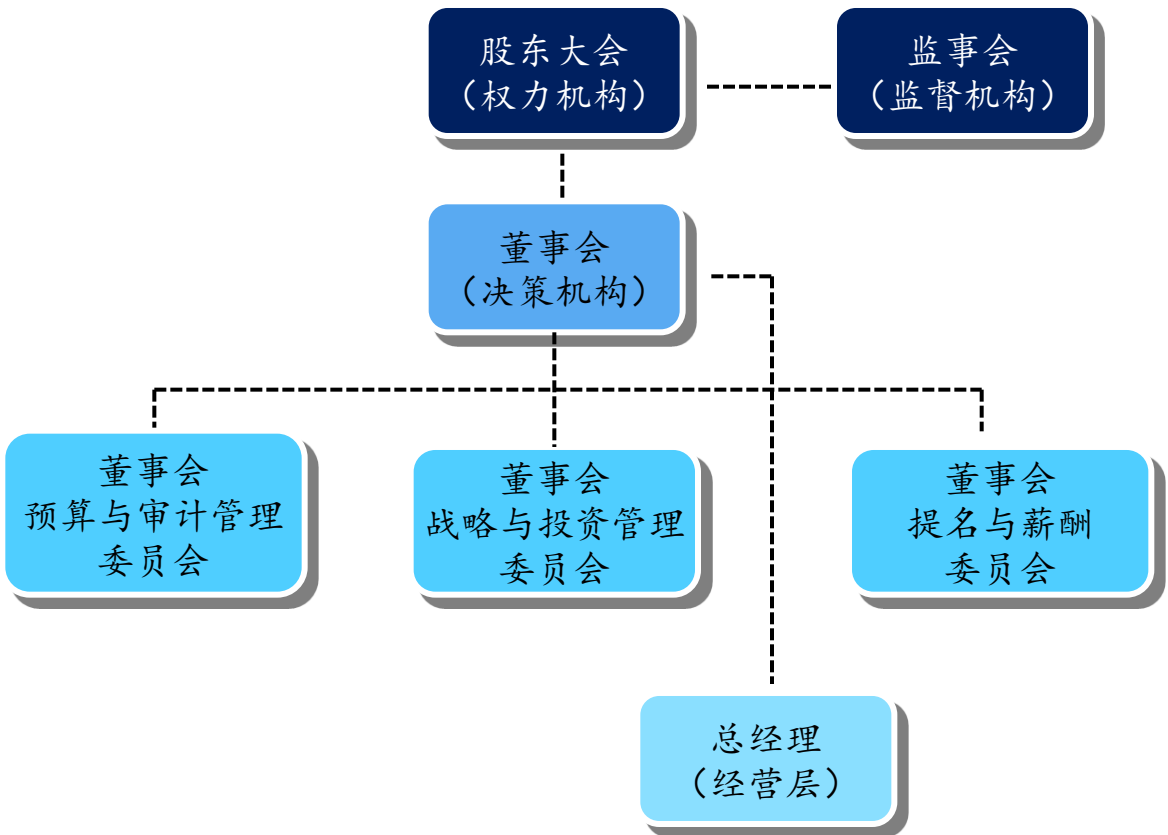 股东大会
（权力机构）
监事会
（监督机构）
董事会
（决策机构）
董事会
预算与审计管理
委员会
董事会
战略与投资管理
委员会
董事会
提名与薪酬
委员会
总经理
（经营层）